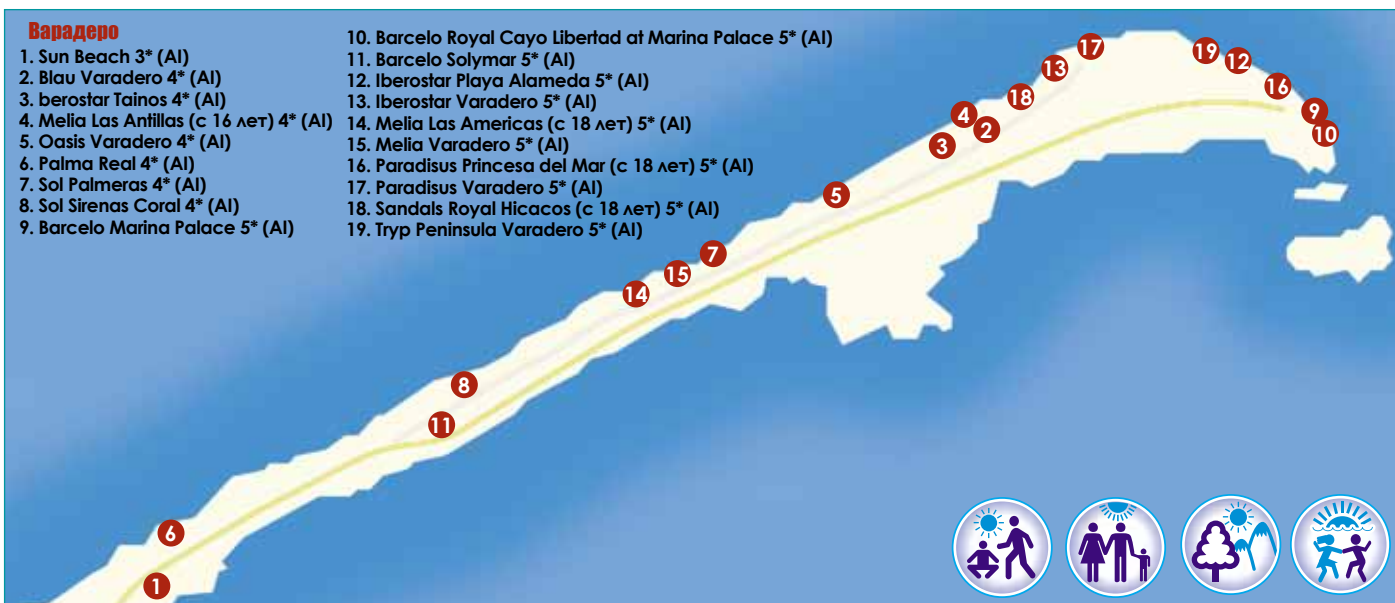 Варадеро
1. Sun Beach 3* (AI)
2. Blau Varadero 4* (AI)
3. berostar Tainos 4* (AI)
4. Melia Las Antillas (с 16 лет) 4* (AI)
5. Oasis Varadero 4* (AI)
6. Palma Real 4* (AI)
7. Sol Palmeras 4* (AI)
8. Sol Sirenas Coral 4* (AI)
9. Barcelo Marina Palace 5* (AI)
10. Barcelo Royal Cayo Libertad at Marina Palace 5* (AI)
11. Barcelo Solymar 5* (AI)
12. Iberostar Playa Alameda 5* (AI)
13. Iberostar Varadero 5* (AI)
14. Melia Las Americas (с 18 лет) 5* (AI)
15. Melia Varadero 5* (AI)
16. Paradisus Princesa del Mar (с 18 лет) 5* (AI)
17. Paradisus Varadero 5* (AI)
18. Sandals Royal Hicacos (с 18 лет) 5* (AI)
19. Tryp Peninsula Varadero 5* (AI)
17
19
12
13
16
18
4
9
2
10
3
5
7
15
14
8
11
6
1